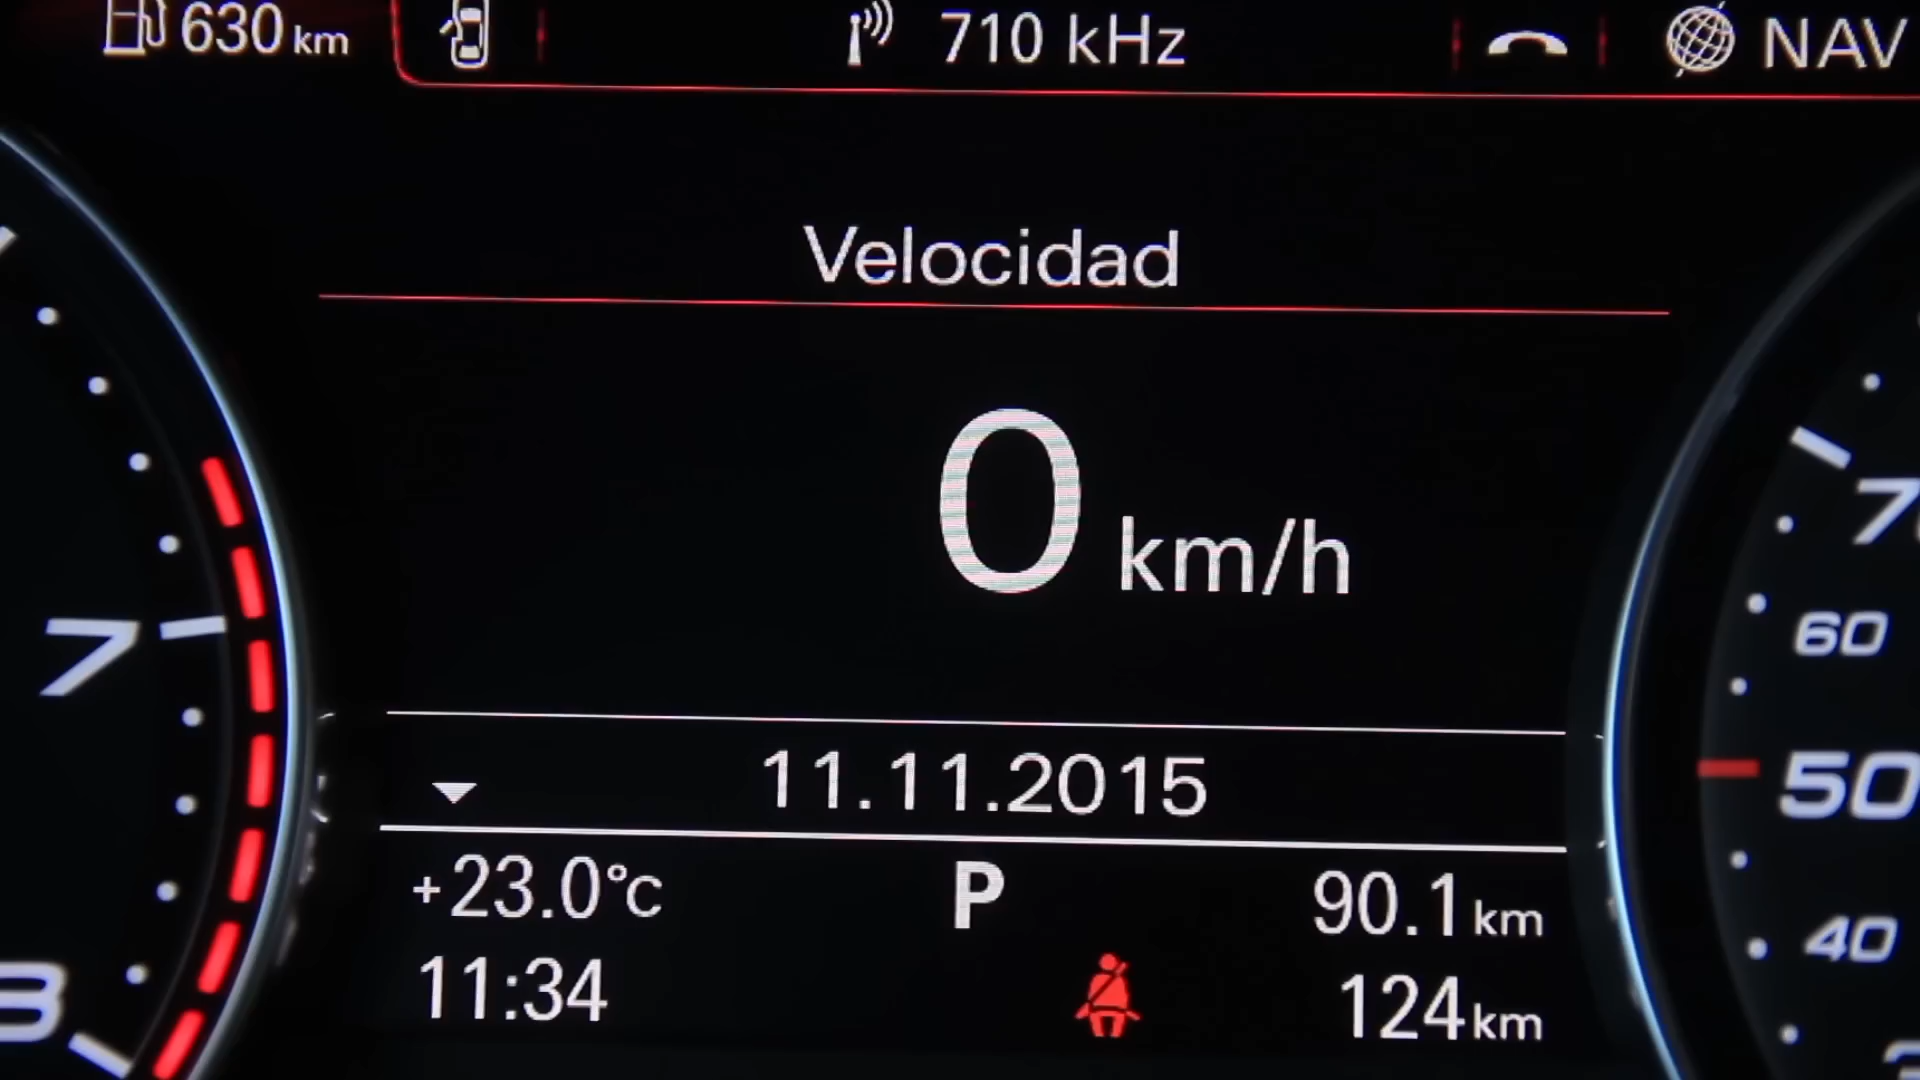 630 km
710 kHz
NAV
Velocidad
0 km/h
11.11.2015
+23.0°C
P
90.1 km
11:34
124 km
7
8
60
50
40